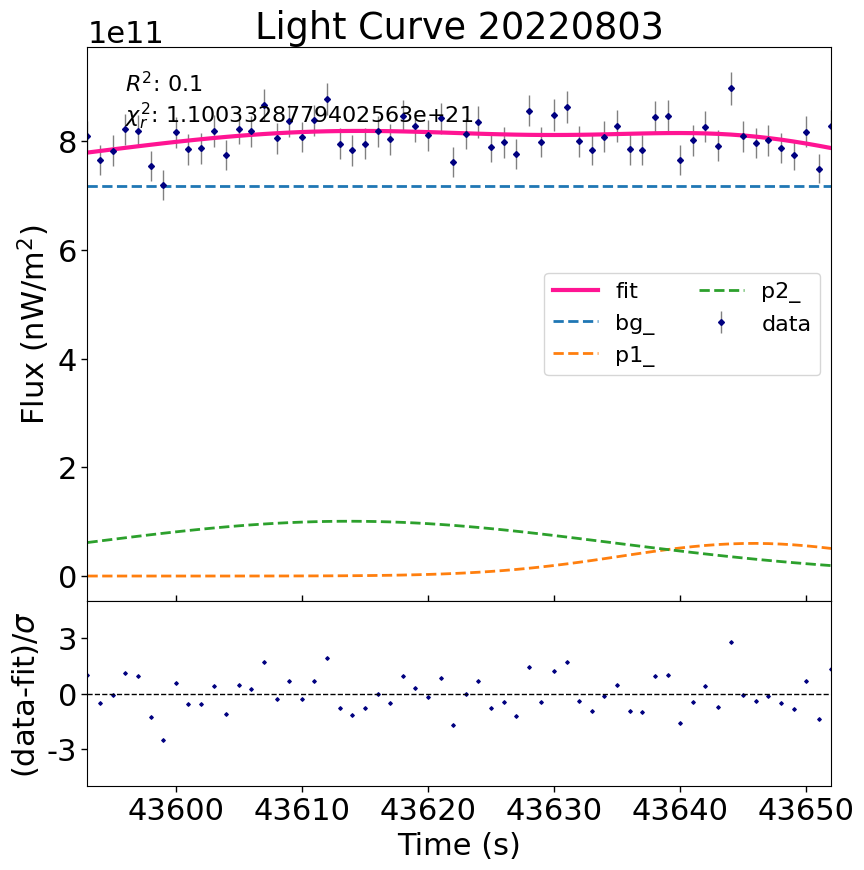 Light Curve 20220803
1e11
R²: 0.1
χ²ᵣ: 1.1003328779402563e+21
8
6
4
2
0
Flux (nW/m²)
fit
bg_
p1_
p2_
data
3
0
-3
(data-fit)/σ
43600 43610 43620 43630 43640 43650
Time (s)